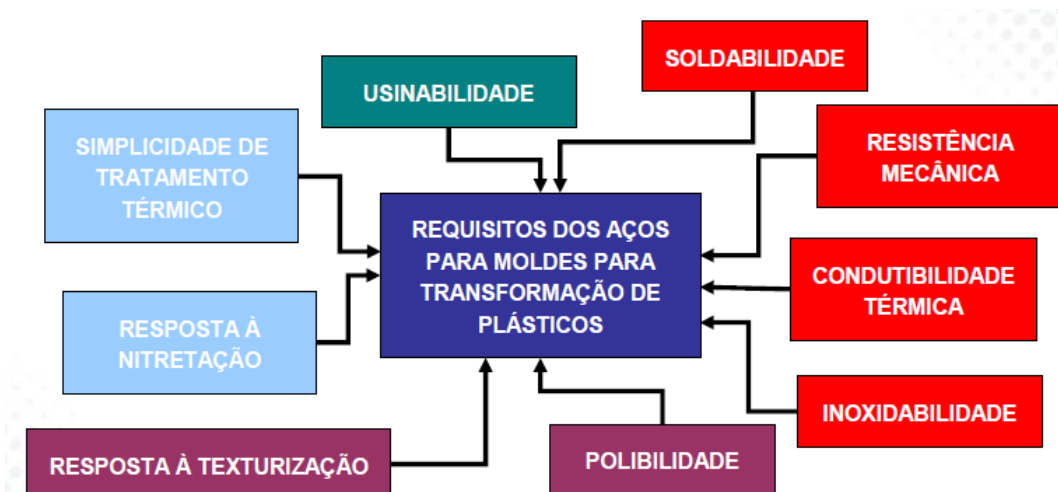 SOLDABILIDADE
USINABILIDADE
SIMPLICIDADE DE
TRATAMENTO
TÉRMICO
RESISTÊNCIA
MECÂNICA
REQUISITOS DOS AÇOS
PARA MOLDES PARA
TRANSFORMAÇÃO DE
PLÁSTICOS
CONDUTIBILIDADE
TÉRMICA
RESPOSTA À
NITRETAÇÃO
INOXIDABILIDADE
RESPOSTA À TEXTURIZAÇÃO
POLIBILIDADE